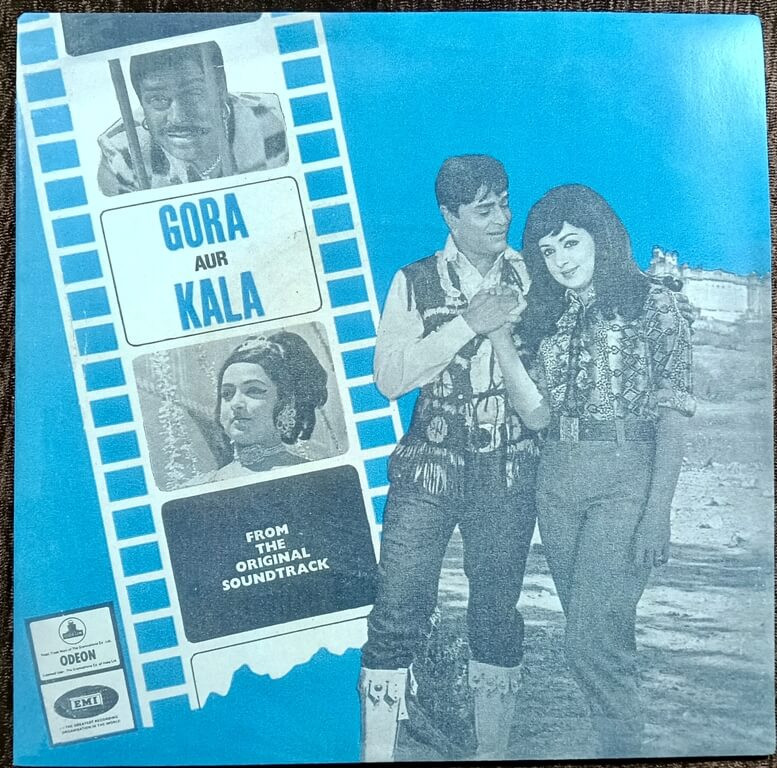 GORA
AUR
KALA
FROM
THE
ORIGINAL
SOUNDTRACK
ODEON
EMI
THE GREATEST RECORDING
ORGANISATION IN THE WORLD